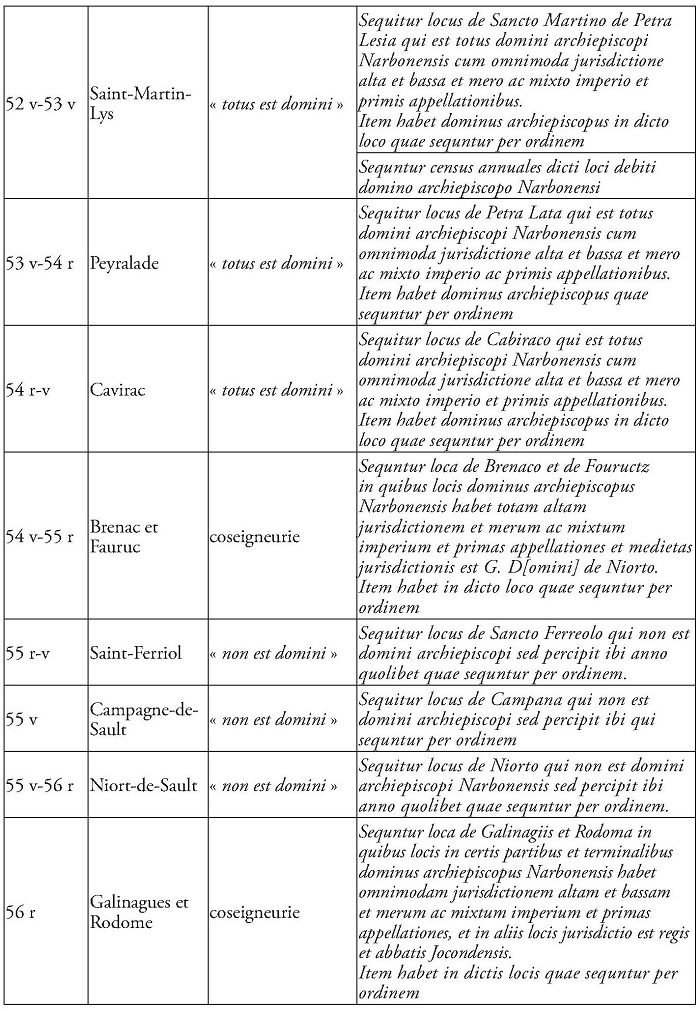 52 v-53 v
Saint-Martin-
Lys
« totus est domini »
Sequitur locus de Sancto Martino de Petra
Lesia qui est totus domini archiepiscopi
Narbonensis cum omnimoda jurisdictione
alta et bassa et mero ac mixto imperio et
primis appellationibus.
Item habet dominus archiepiscopus in dicto
loco quae sequntur per ordinem
Sequntur census annuales dicti loci debiti
domino archiepiscopo Narbonensi
53 v-54 r
Peyralade
« totus est domini »
Sequitur locus de Petra Lata qui est totus
domini archiepiscopi Narbonensis cum
omnimoda jurisdictione alta et bassa et mero
ac mixto imperio ac primis appellationibus.
Item habet dominus archiepiscopus quae
sequntur per ordinem
54 r-v
Cavirac
« totus est domini »
Sequitur locus de Cabiraco qui est totus
domini archiepiscopi Narbonensis cum
omnimoda jurisdictione alta et bassa et mero
ac mixto imperio et primis appellationibus.
Item habet dominus archiepiscopus in dicto
loco quae sequntur per ordinem
54 v-55 r
Brenac et
Fauruc
coseigneurie
Sequntur loca de Brenaco et de Fouructz
in quibus locis dominus archiepiscopus
Narbonensis habet totam altam
jurisdictionem et merum ac mixtum
imperium et primas appellationes et medietas
jurisdictionis est G. D[omini] de Niorto.
Item habet in dicto loco quae sequntur per
ordinem
55 r-v
Saint-Ferriol
« non est domini »
Sequitur locus de Sancto Ferreolo qui non est
domini archiepiscopi sed percipit ibi anno
quolibet quae sequntur per ordinem.
55 v
Campagne-de-
Sault
« non est domini »
Sequitur locus de Campana qui non est
domini archiepiscopi sed percipit ibi qui
sequntur per ordinem
55 v-56 r
Niort-de-Sault
« non est domini »
Sequitur locus de Niorto qui non est domini
archiepiscopi Narbonensis sed percipit ibi
anno quolibet quae sequntur per ordinem.
56 r
Galinagues et
Rodome
coseigneurie
Sequntur loca de Galinagiis et Rodoma in
quibus locis in certis partibus et terminalibus
dominus archiepiscopus Narbonensis habet
omnimodam jurisdictionem altam et bassam
et merum ac mixtum imperium et primas
appellationes, et in aliis locis jurisdictio est regis
et abbatis Jocondensis.
Item habet in dictis locis quae sequntur per
ordinem